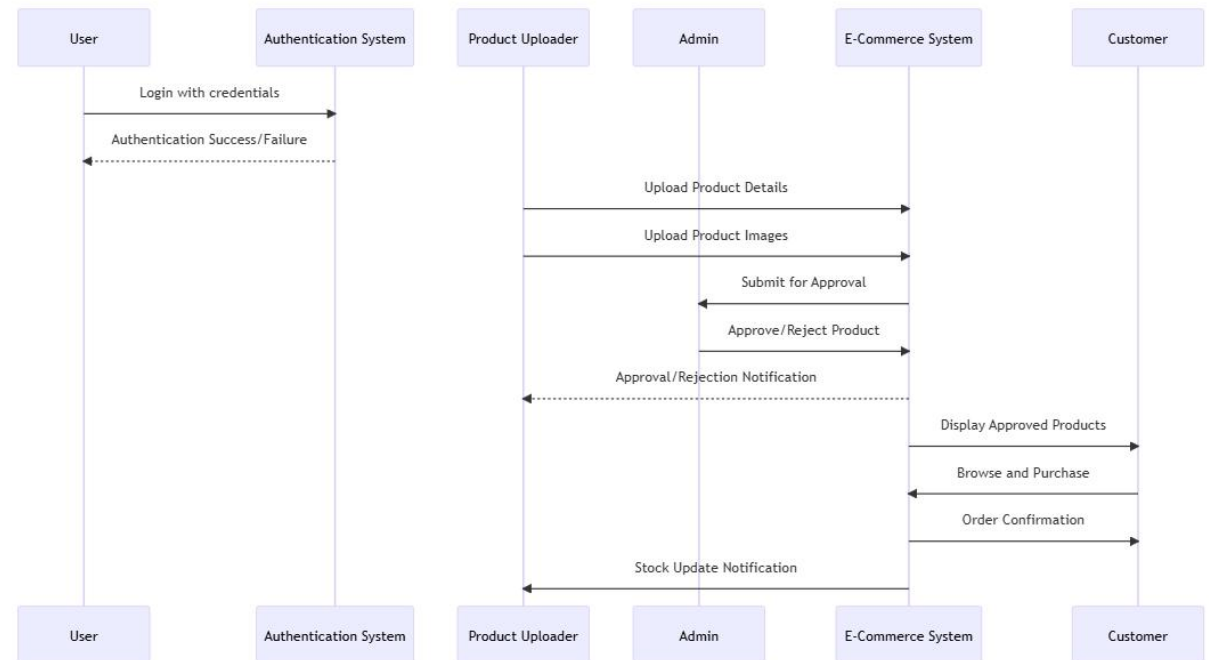 User
Authentication System
Product Uploader
Admin
E-Commerce System
Customer
Login with credentials
Authentication Success/Failure
Upload Product Details
Upload Product Images
Submit for Approval
Approve/Reject Product
Approval/Rejection Notification
Display Approved Products
Browse and Purchase
Order Confirmation
Stock Update Notification
User
Authentication System
Product Uploader
Admin
E-Commerce System
Customer